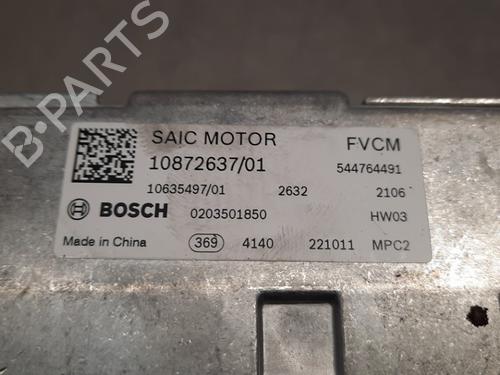 SAIC MOTOR FVCM
10872637/01 544764491
10635497/01 2632 2106
BOSCH 0203501850 HW03
Made in China 369 4140 221011 MPC2
B-PARTS